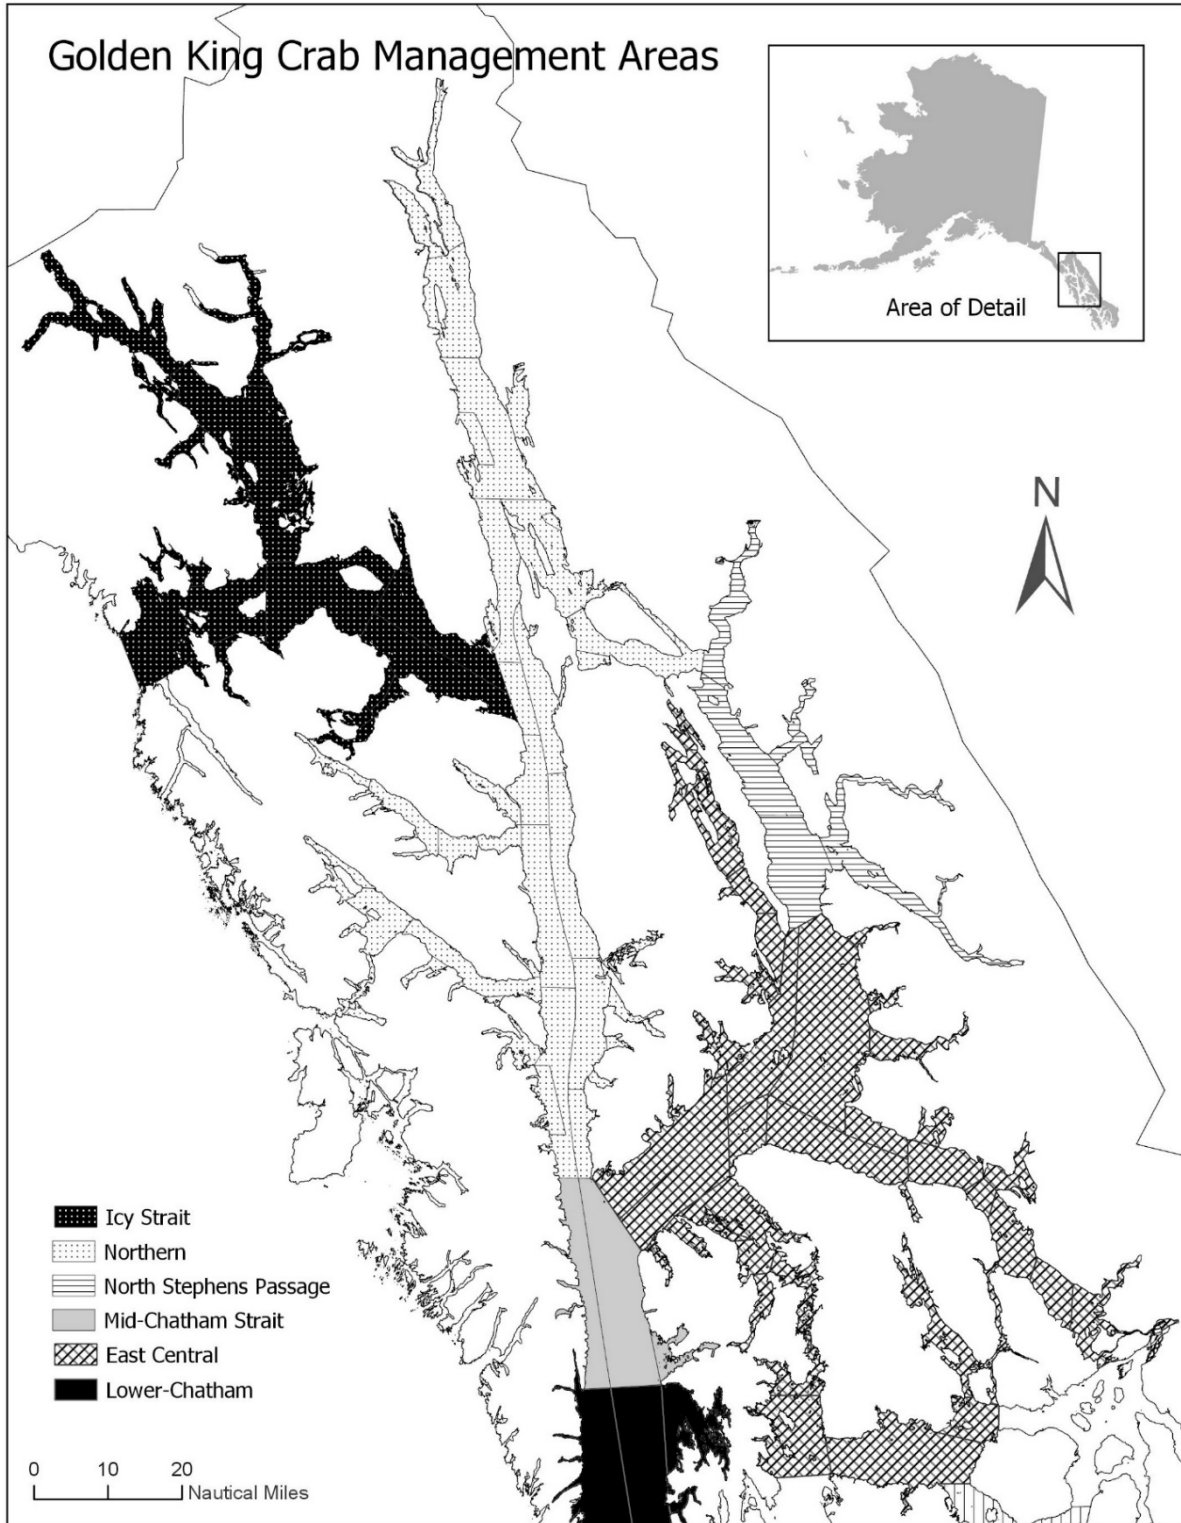 Golden King Crab Management Areas
Area of Detail
N
Icy Strait
Northern
North Stephens Passage
Mid-Chatham Strait
East Central
Lower-Chatham
0 10 20
Nautical Miles